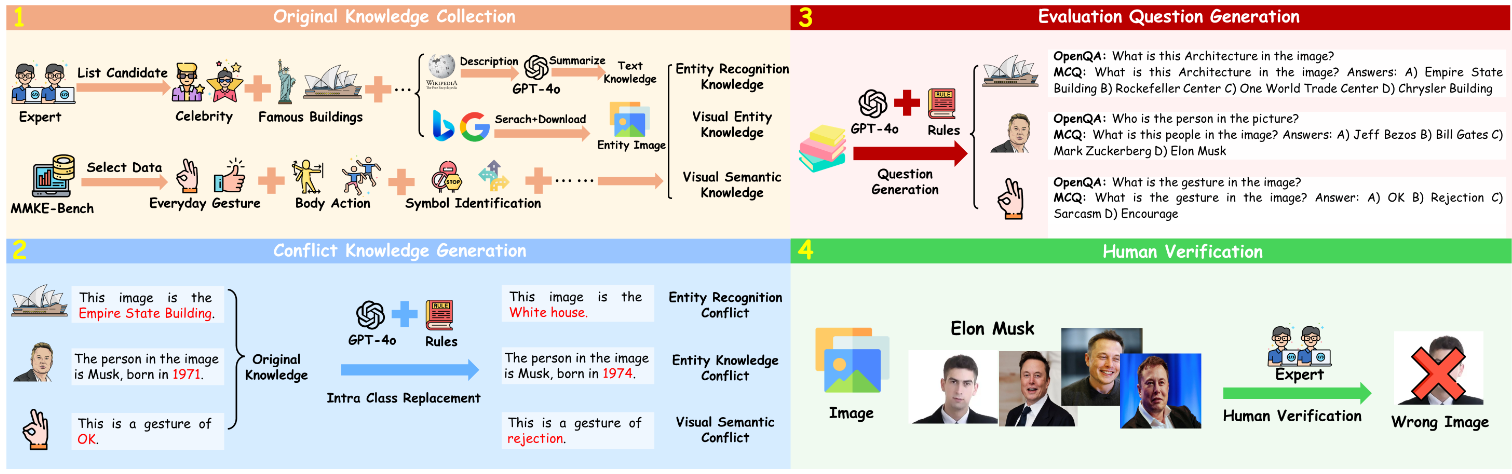 1
Original Knowledge Collection
Expert
List Candidate
Celebrity
Famous Buildings
...
WIKIPEDIA
The Free Encyclopedia
Description
GPT-4o
Summarize
Text
Knowledge
Serach+Download
Entity Image
MMKE-Bench
Select Data
Everyday Gesture
Body Action
STOP
Symbol Identification
... ...
Entity Recognition
Knowledge
Visual Entity
Knowledge
Visual Semantic
Knowledge
2
Conflict Knowledge Generation
This image is the
Empire State Building.
The person in the image
is Musk, born in 1971.
This is a gesture of
OK.
Original
Knowledge
GPT-4o
RULE
Rules
Intra Class Replacement
This image is the
White house.
The person in the image
is Musk, born in 1974.
This is a gesture of
rejection.
Entity Recognition
Conflict
Entity Knowledge
Conflict
Visual Semantic
Conflict
3
Evaluation Question Generation
GPT-4o
RULE
Rules
Question
Generation
OpenQA: What is this Architecture in the image?
MCQ: What is this Architecture in the image? Answers: A) Empire State
Building B) Rockefeller Center C) One World Trade Center D) Chrysler Building
OpenQA: Who is the person in the picture?
MCQ: What is this people in the image? Answers: A) Jeff Bezos B) Bill Gates C)
Mark Zuckerberg D) Elon Musk
OpenQA: What is the gesture in the image?
MCQ: What is the gesture in the image? Answer: A) OK B) Rejection C)
Sarcasm D) Encourage
4
Human Verification
Image
Elon Musk
Expert
Human Verification
Wrong Image